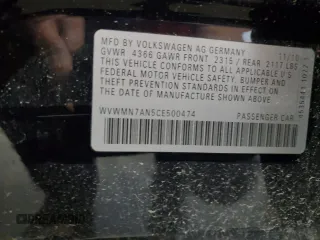 MFD BY VOLKSWAGEN AG GERMANY 11/10
GVWR 4366 GAWR FRONT 2315 / REAR 2117 LBS
THIS CONFORMS TO ALL APPLICABLE U S
FEDERAL MOTOR VEHICLE SAFETY, BUMPER AND
THEFT PREVENTION STANDARDS IN EFFECT ON
THE DATE OF MANUFACTURE SHOWN ABOVE
WVWMN7AN5CE500474 PASSENGER CAR